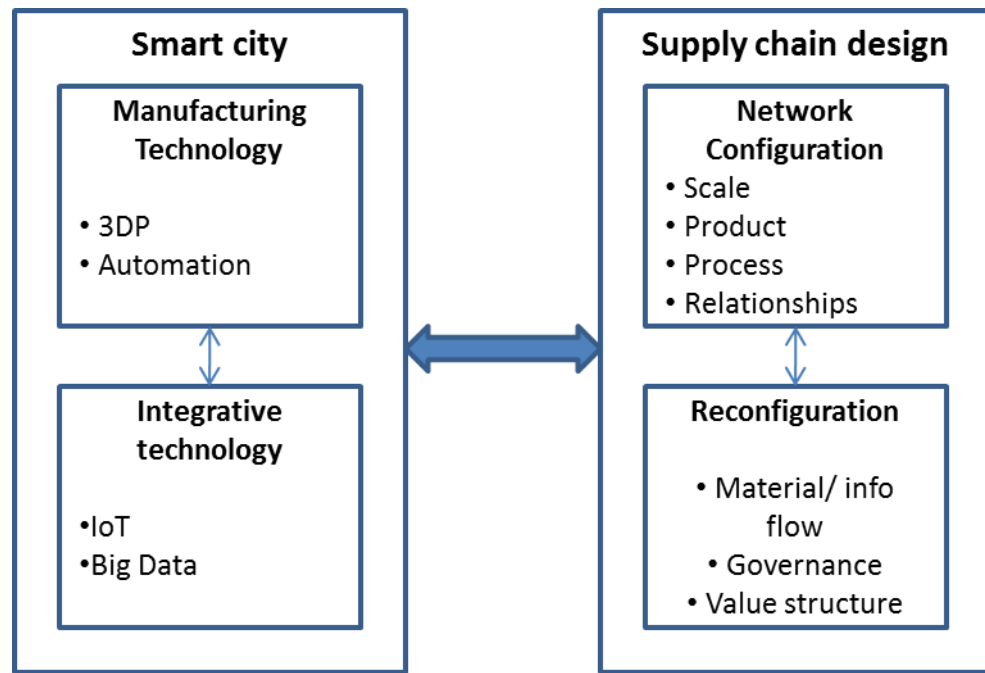 Smart city
Manufacturing
Technology
• 3DP
• Automation
Integrative
technology
•IoT
•Big Data
Supply chain design
Network
Configuration
• Scale
• Product
• Process
• Relationships
Reconfiguration
• Material/ info
flow
• Governance
• Value structure